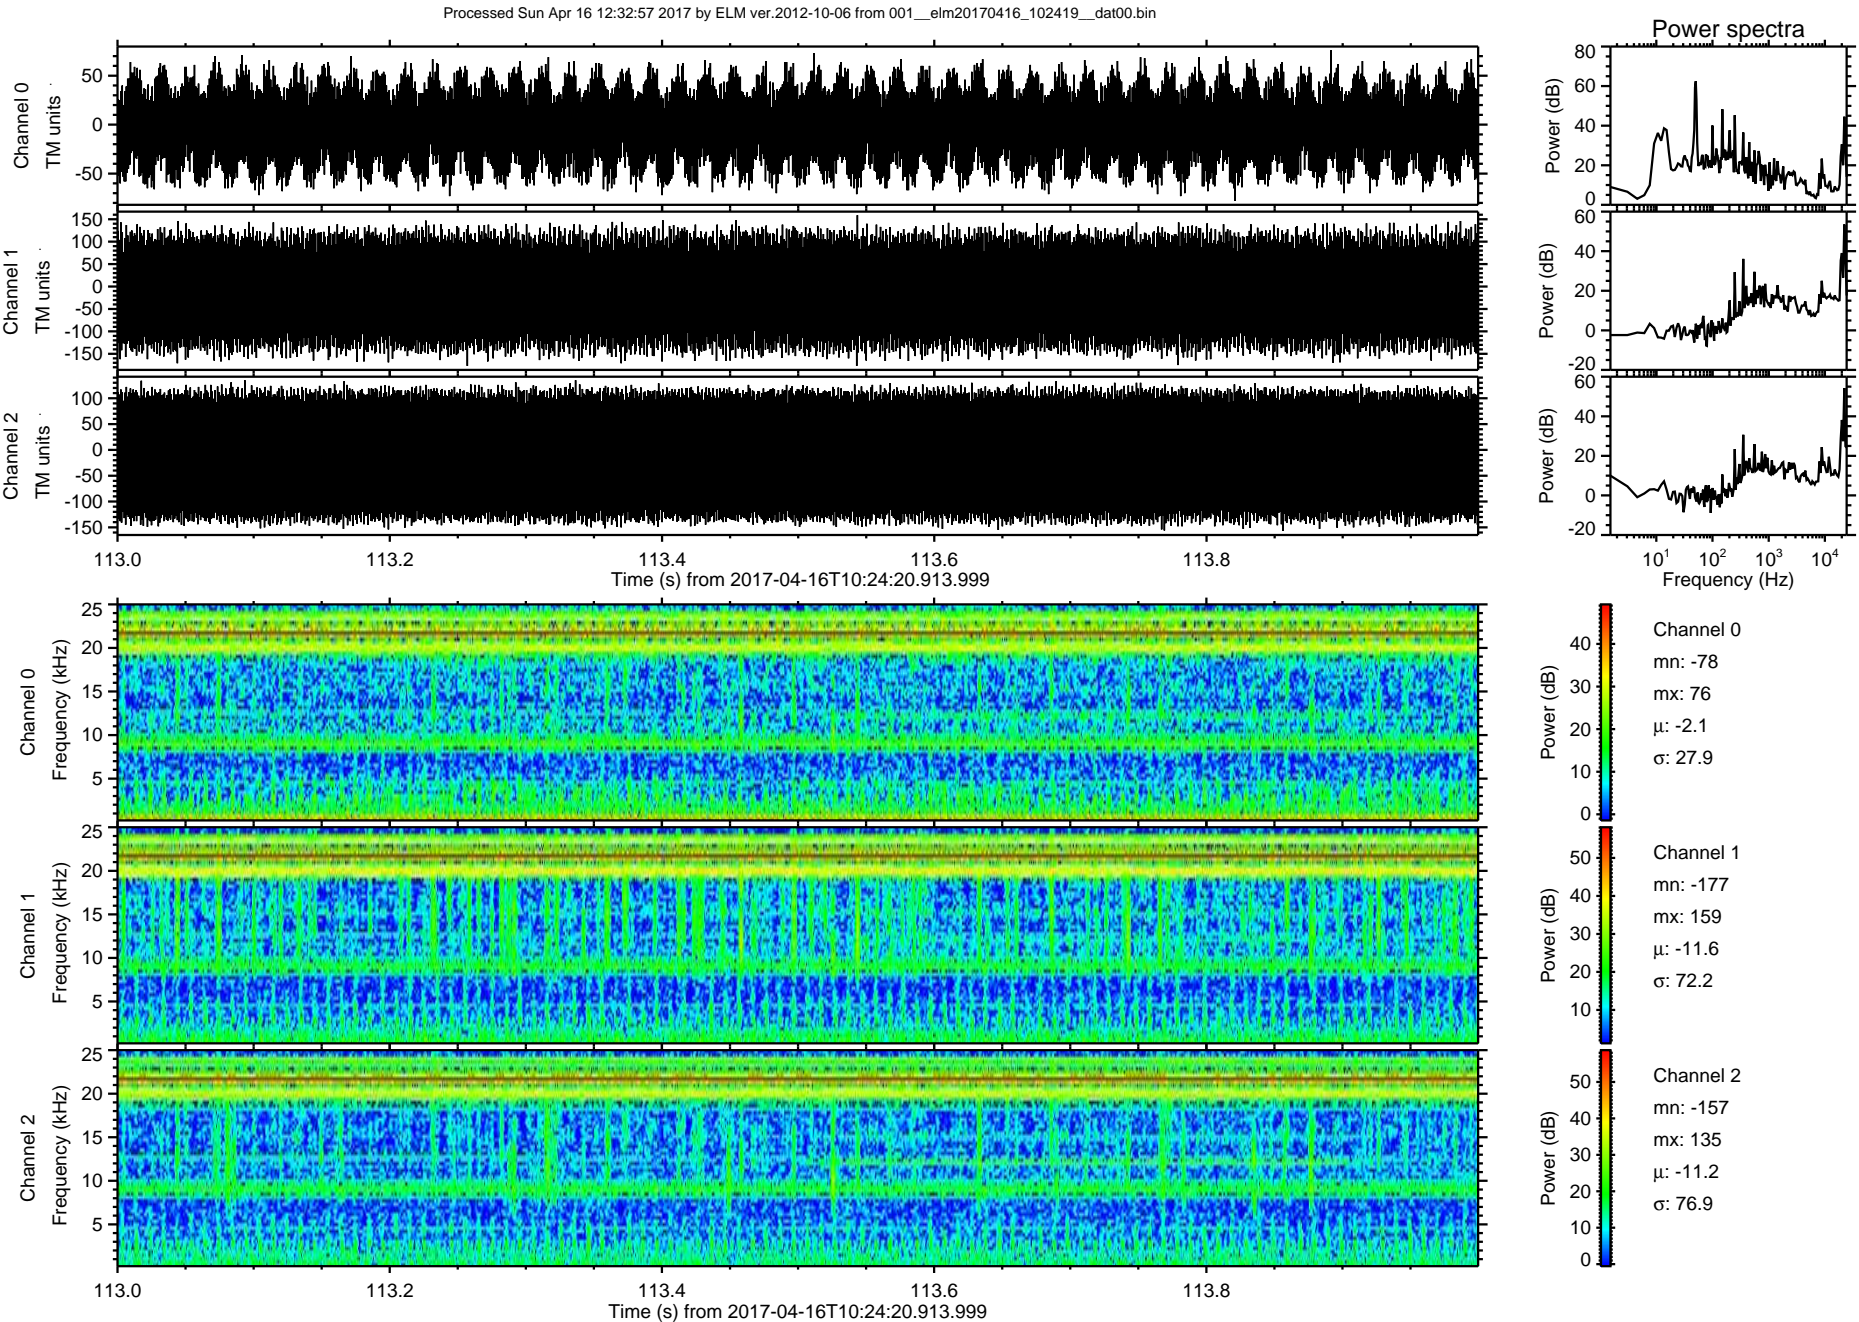 Processed Sun Apr 16 12:32:57 2017 by ELM ver.2012-10-06 from 001__elm20170416_102419__dat00.bin
Power spectra
Channel 0
TM units
50
0
-50
Power (dB)
80
60
40
20
0
Channel 1
TM units
150
100
50
0
-50
-100
-150
Power (dB)
60
40
20
0
-20
Channel 2
TM units
100
50
0
-50
-100
-150
Power (dB)
60
40
20
0
-20
113.0 113.2 113.4 113.6 113.8
Time (s) from 2017-04-16T10:24:20.913.999
10^1 10^2 10^3 10^4
Frequency (Hz)
Channel 0
Frequency (kHz)
25
20
15
10
5
Power (dB)
40
30
20
10
0
Channel 0
mn: -78
mx: 76
μ: -2.1
σ: 27.9
Channel 1
Frequency (kHz)
25
20
15
10
5
Power (dB)
50
40
30
20
10
Channel 1
mn: -177
mx: 159
μ: -11.6
σ: 72.2
Channel 2
Frequency (kHz)
25
20
15
10
5
Power (dB)
50
40
30
20
10
0
Channel 2
mn: -157
mx: 135
μ: -11.2
σ: 76.9
113.0 113.2 113.4 113.6 113.8
Time (s) from 2017-04-16T10:24:20.913.999